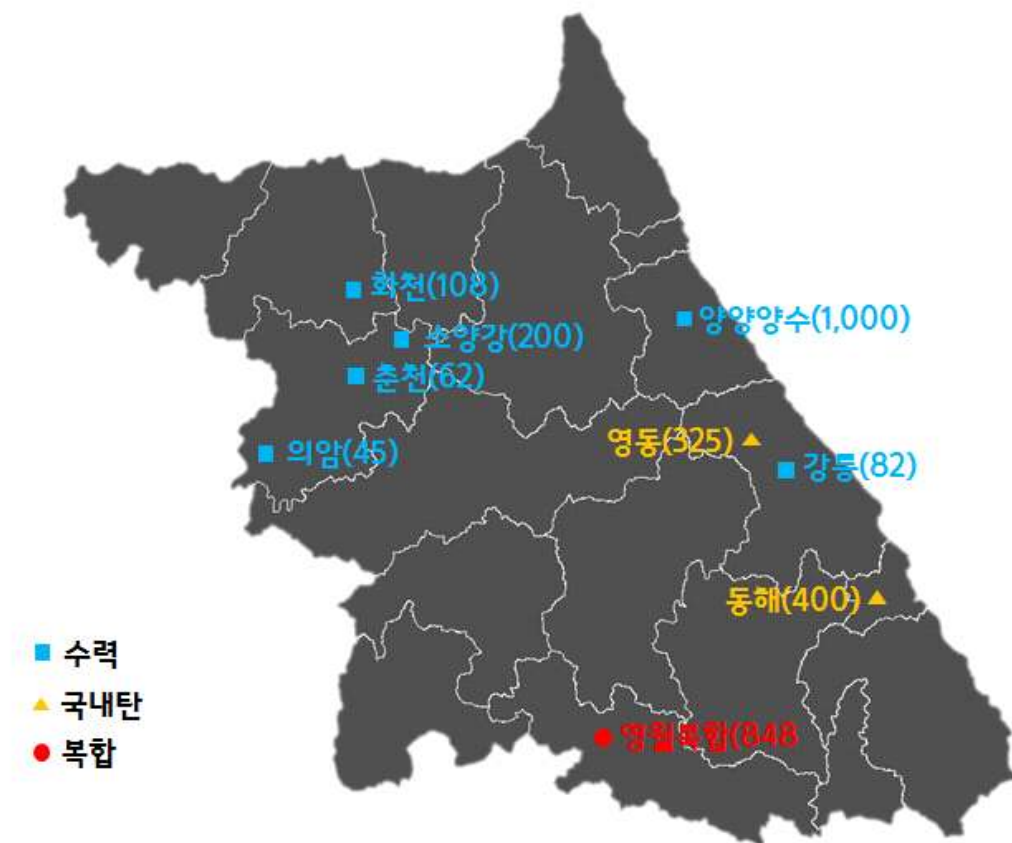 화천(108)
양양양수(1,000)
소양강(200)
춘천(62)
영동(325)
의암(45)
강릉(82)
동해(400)
수력
국내탄
영월복합(848
복합